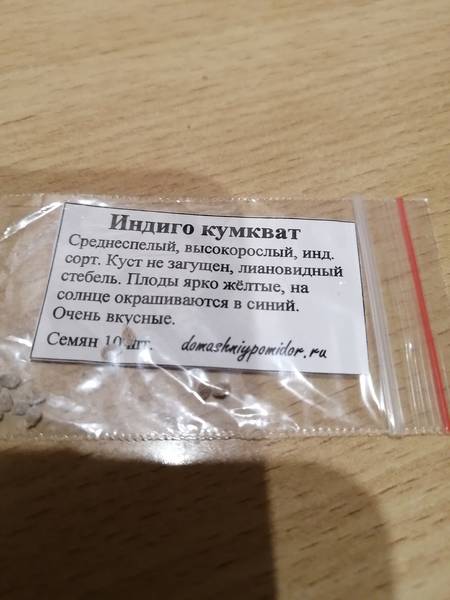 Индиго кумкват
Среднеспелый, высокорослый, инд.
сорт. Куст не загущен, лиановидный
стебель. Плоды ярко жёлтые, на
солнце окрашиваются в синий.
Очень вкусные.
Семян 10 шт. domashniypomidor.ru